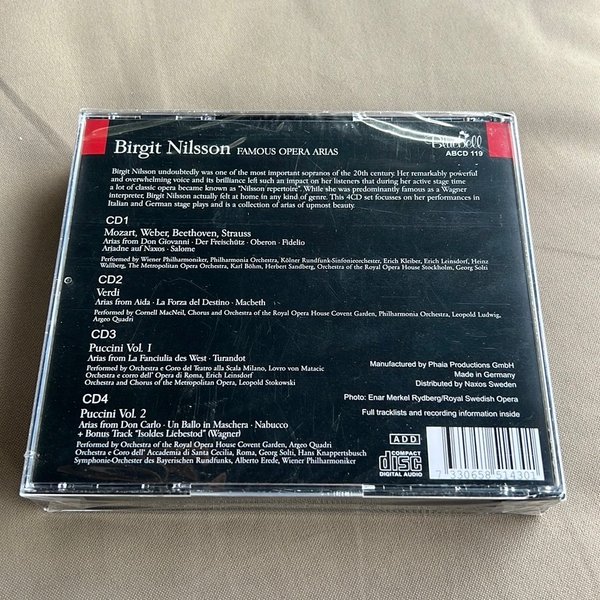 Birgit Nilsson FAMOUS OPERA ARIAS
BlueBell
ABCD 119
Birgit Nilsson undoubtedly was one of the most important sopranos of the 20th century. Her remarkably powerful
and overwhelming voice and its brilliance left such an impact on her listeners that during her active stage time
a lot of classic opera became known as "Nilsson repertoire". While she was predominantly famous as a Wagner
interpreter, Birgit Nilsson actually felt at home in any kind of genre. This 4CD set focusses on her performances in
Italian and German stage plays and is a collection of arias of upmost beauty.
CD1
Mozart, Weber, Beethoven, Strauss
Arias from Don Giovanni · Der Freischütz · Oberon · Fidelio
Ariadne auf Naxos · Salome
Performed by Wiener Philharmoniker, Philharmonia Orchestra, Kölner Rundfunk-Sinfonieorchester, Erich Kleiber, Erich Leinsdorf, Heinz
Wallberg, The Metropolitan Opera Orchestra, Karl Böhm, Herbert Sandberg, Orchestra of the Royal Opera House Stockholm, Georg Solti
CD2
Verdi
Arias from Aida · La Forza del Destino · Macbeth
Performed by Cornell MacNeil, Chorus and Orchestra of the Royal Opera House Covent Garden, Philharmonia Orchestra, Leopold Ludwig,
Argeo Quadri
CD3
Puccini Vol. 1
Arias from La Fanciulla des West · Turandot
Performed by Orchestra e Coro del Teatro alla Scala Milano, Lovro von Matacic
Orchestra e coro dell' Opera di Roma, Erich Leinsdorf
Orchestra and Chorus of the Metropolitan Opera, Leopold Stokowski
Manufactured by Phaia Productions GmbH
Made in Germany
Distributed by Naxos Sweden
Photo: Enar Merkel Rydberg/Royal Swedish Opera
Full tracklists and recording information inside
CD4
Puccini Vol. 2
Arias from Don Carlo · Un Ballo in Maschera · Nabucco
+ Bonus Track "Isoldes Liebestod" (Wagner)
Performed by Orchestra of the Royal Opera House Covent Garden, Argeo Quadri
Orchestra e Coro dell' Accademia di Santa Cecilia, Roma, Georg Solti, Hans Knappertsbusch
Symphonie-Orchester des Bayerischen Rundfunks, Alberto Erede, Wiener Philharmoniker
ADD
COMPACT
disc
DIGITAL AUDIO
7 330658 514301